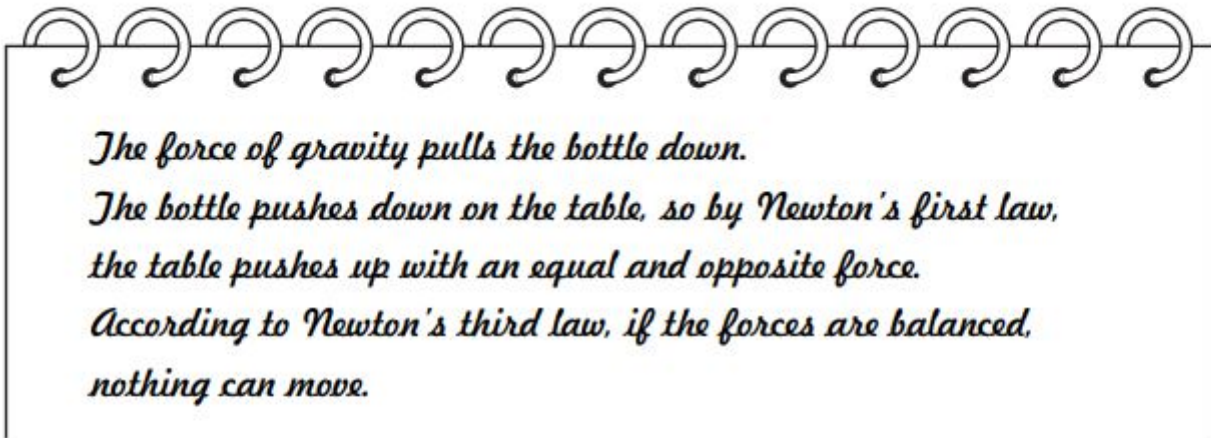 The force of gravity pulls the bottle down.
The bottle pushes down on the table, so by Newton's first law,
the table pushes up with an equal and opposite force.
According to Newton's third law, if the forces are balanced,
nothing can move.